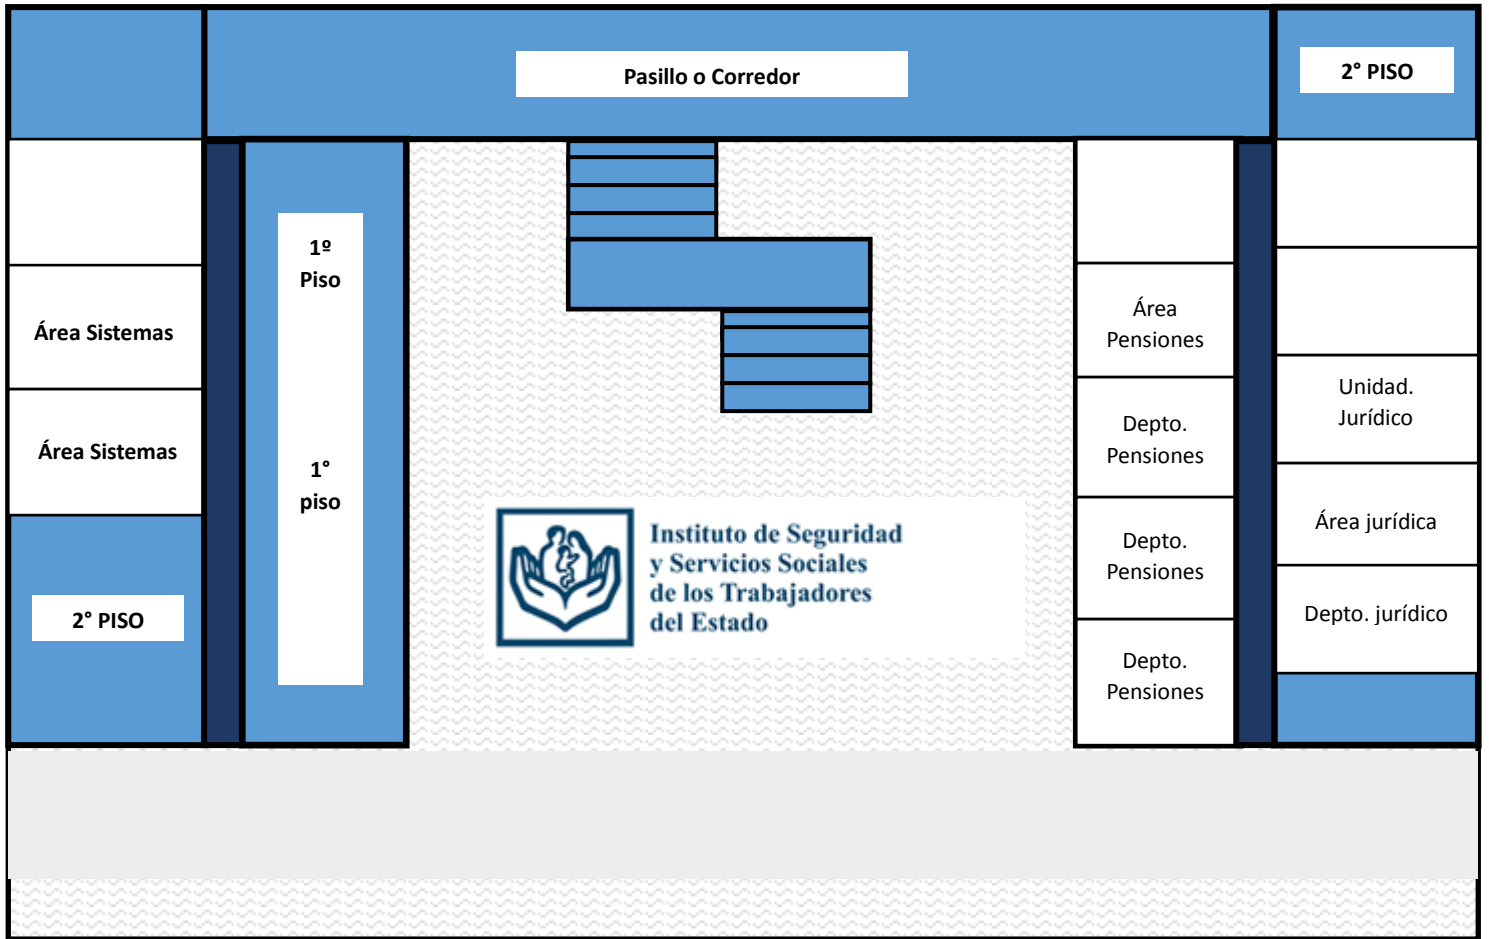 Pasillo o Corredor
2° PISO
1º
Piso
1°
piso
Área Sistemas
Área Sistemas
2° PISO
Área
Pensiones
Depto.
Pensiones
Depto.
Pensiones
Depto.
Pensiones
Unidad.
Jurídico
Área jurídica
Depto. jurídico
Instituto de Seguridad
y Servicios Sociales
de los Trabajadores
del Estado